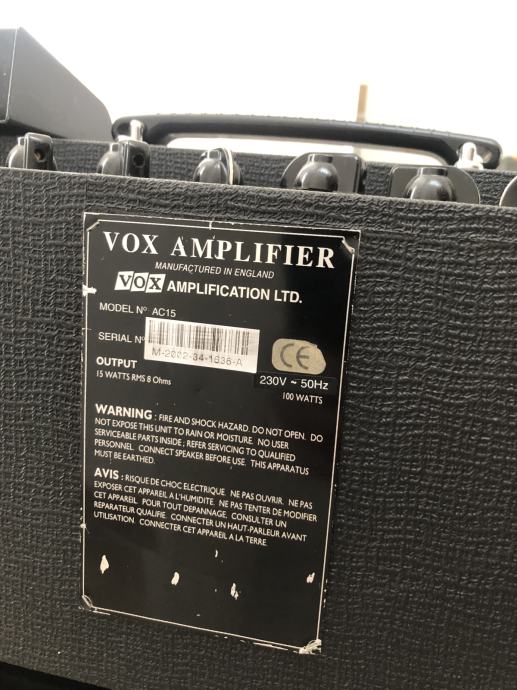 VOX AMPLIFIER
MANUFACTURED IN ENGLAND
VOX AMPLIFICATION LTD.
MODEL Nº AC15
SERIAL Nº
M-2002-34-1636-A
CE
OUTPUT
15 WATTS RMS 8 Ohms
230V ~ 50Hz
100 WATTS
WARNING : FIRE AND SHOCK HAZARD. DO NOT OPEN. DO
NOT EXPOSE THIS UNIT TO RAIN OR MOISTURE. NO USER
SERVICEABLE PARTS INSIDE ; REFER SERVICING TO QUALIFIED
PERSONNEL. CONNECT SPEAKER BEFORE USE. THIS APPARATUS
MUST BE EARTHED.
AVIS : RISQUE DE CHOC ELECTRIQUE. NE PAS OUVRIR. NE PAS
EXPOSER CET APPAREIL A L'HUMIDITE. NE PAS TENTER DE MODIFIER
CET APPAREIL. POUR TOUT DEPANNAGE, CONSULTER UN
REPARATEUR QUALIFIE. CONNECTER UN HAUT-PARLEUR AVANT
UTILISATION. CONNECTER CET APPAREIL A LA TERRE.